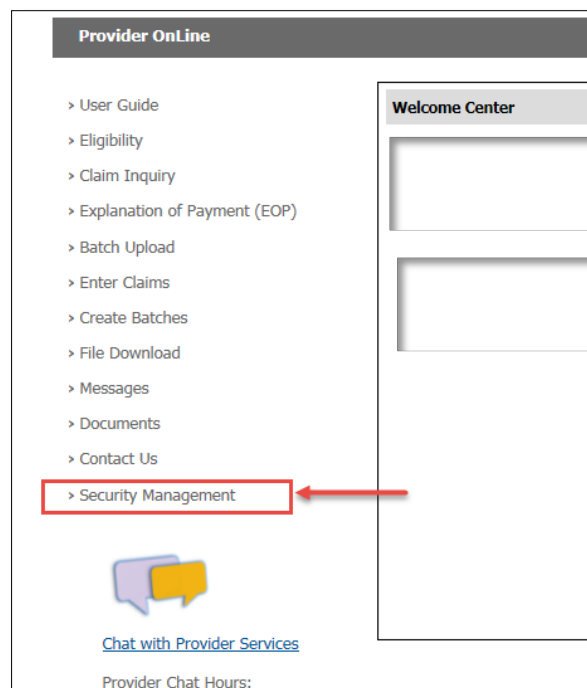 Provider OnLine
> User Guide
> Eligibility
> Claim Inquiry
> Explanation of Payment (EOP)
> Batch Upload
> Enter Claims
> Create Batches
> File Download
> Messages
> Documents
> Contact Us
> Security Management
Chat with Provider Services
Provider Chat Hours:
Welcome Center